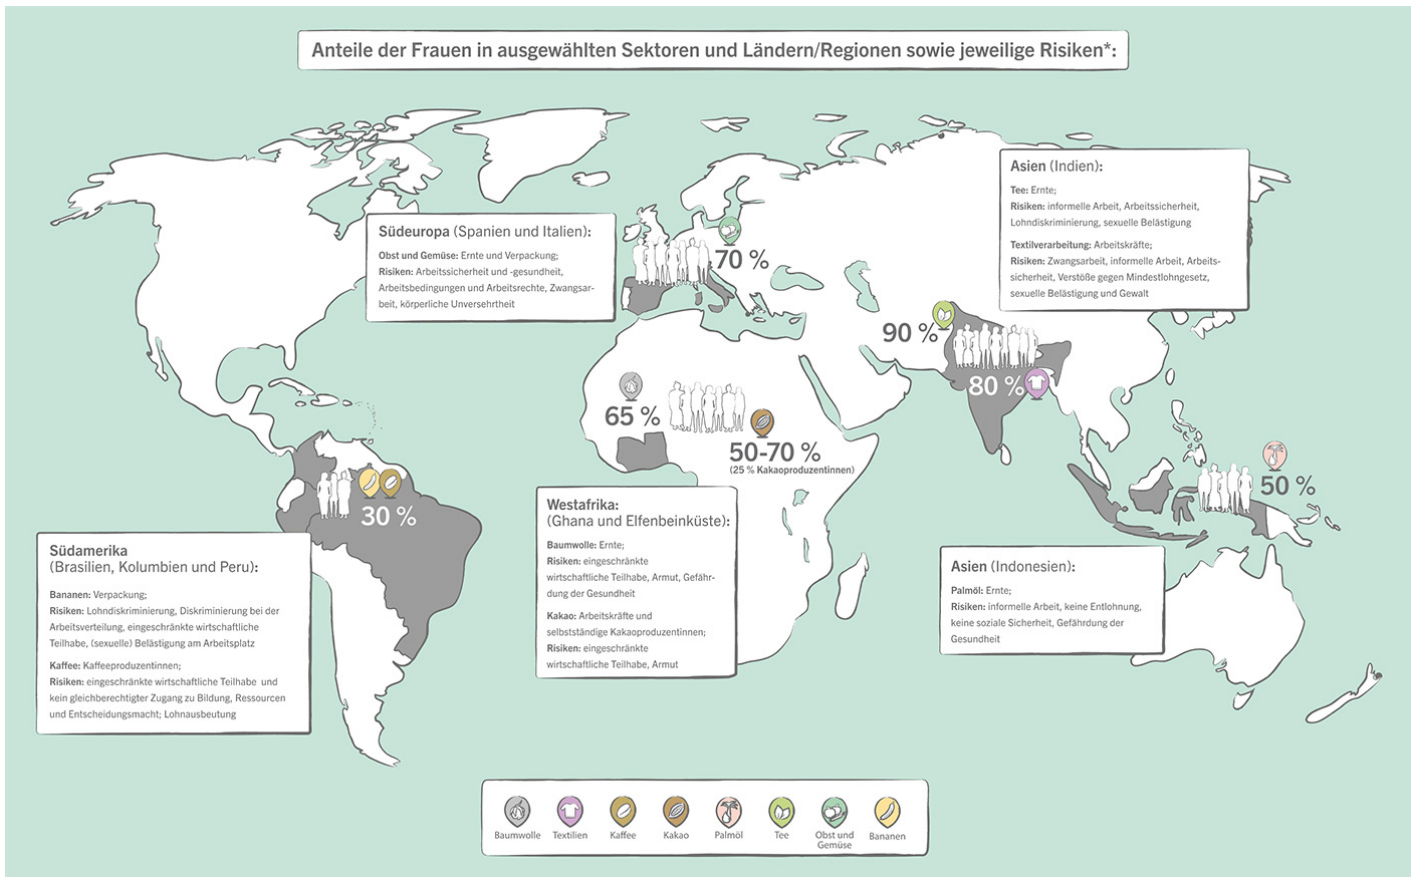 Anteile der Frauen in ausgewählten Sektoren und Ländern/Regionen sowie jeweilige Risiken*:
Asien (Indien):
Tee: Ernte;
Risiken: informelle Arbeit, Arbeitssicherheit,
Lohndiskriminierung, sexuelle Belästigung
Textilverarbeitung: Arbeitskräfte;
Risiken: Zwangsarbeit, informelle Arbeit, Arbeits-
sicherheit, Verstöße gegen Mindestlohngesetz,
sexuelle Belästigung und Gewalt
Südeuropa (Spanien und Italien):
Obst und Gemüse: Ernte und Verpackung;
Risiken: Arbeitssicherheit und -gesundheit,
Arbeitsbedingungen und Arbeitsrechte, Zwangsar-
beit, körperliche Unversehrtheit
70 %
90 %
80 %
65 %
50-70 %
(25 % Kakaoproduzentinnen)
50 %
30 %
Westafrika:
(Ghana und Elfenbeinküste):
Baumwolle: Ernte;
Risiken: eingeschränkte
wirtschaftliche Teilhabe, Armut, Gefähr-
dung der Gesundheit
Kakao: Arbeitskräfte und
selbstständige Kakaoproduzentinnen;
Risiken: eingeschränkte
wirtschaftliche Teilhabe, Armut
Südamerika
(Brasilien, Kolumbien und Peru):
Bananen: Verpackung;
Risiken: Lohndiskriminierung, Diskriminierung bei der
Arbeitsverteilung, eingeschränkte wirtschaftliche
Teilhabe, (sexuelle) Belästigung am Arbeitsplatz
Kaffee: Kaffeeproduzentinnen;
Risiken: eingeschränkte wirtschaftliche Teilhabe und
kein gleichberechtigter Zugang zu Bildung, Ressourcen
und Entscheidungsmacht; Lohnausbeutung
Asien (Indonesien):
Palmöl: Ernte;
Risiken: informelle Arbeit, keine Entlohnung,
keine soziale Sicherheit, Gefährdung der
Gesundheit
Baumwolle
Textilien
Kaffee
Kakao
Palmöl
Tee
Obst und
Gemüse
Bananen